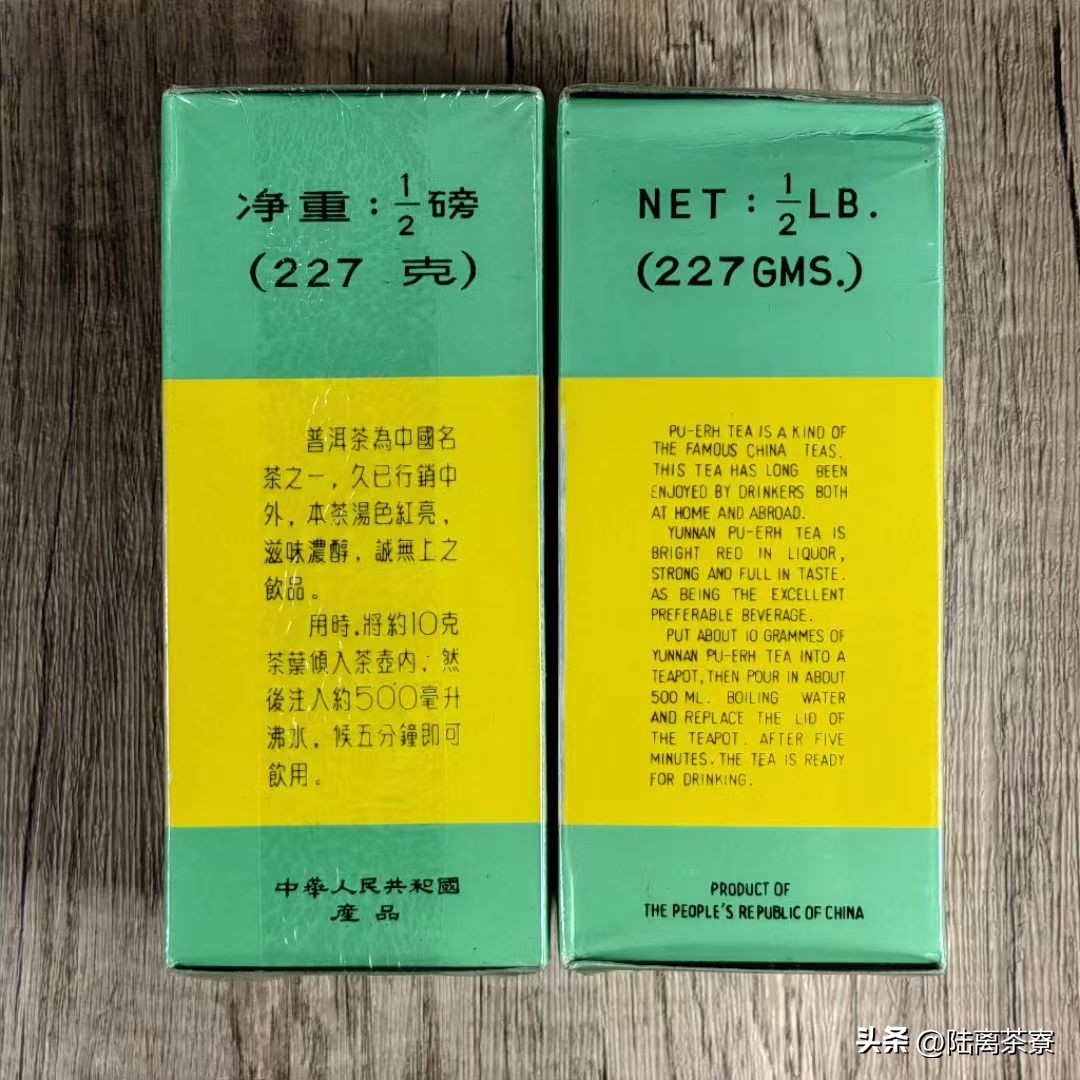 净重：1/2磅
(227 克)
普洱茶為中國名
茶之一，久已行銷中
外，本茶湯色紅亮，
滋味濃醇，誠無上之
飲品。
用時，將約10克
茶葉傾入茶壺內，然
後注入約500毫升
沸水，候五分鐘即可
飲用。
中華人民共和國
產品
NET : 1/2 LB.
(227GMS.)
PU-ERH TEA IS A KIND OF
THE FAMOUS CHINA TEAS.
THIS TEA HAS LONG BEEN
ENJOYED BY DRINKERS BOTH
AT HOME AND ABROAD.
YUNNAN PU-ERH TEA IS
BRIGHT RED IN LIQUOR,
STRONG AND FULL IN TASTE.
AS BEING THE EXCELLENT
PREFERABLE BEVERAGE.
PUT ABOUT 10 GRAMMES OF
YUNNAN PU-ERH TEA INTO A
TEAPOT, THEN POUR IN ABOUT
500 ML. BOILING WATER
AND REPLACE THE LID OF
THE TEAPOT. AFTER FIVE
MINUTES, THE TEA IS READY
FOR DRINKING.
PRODUCT OF
THE PEOPLE'S REPUBLIC OF CHINA
头条 @陆离茶寮